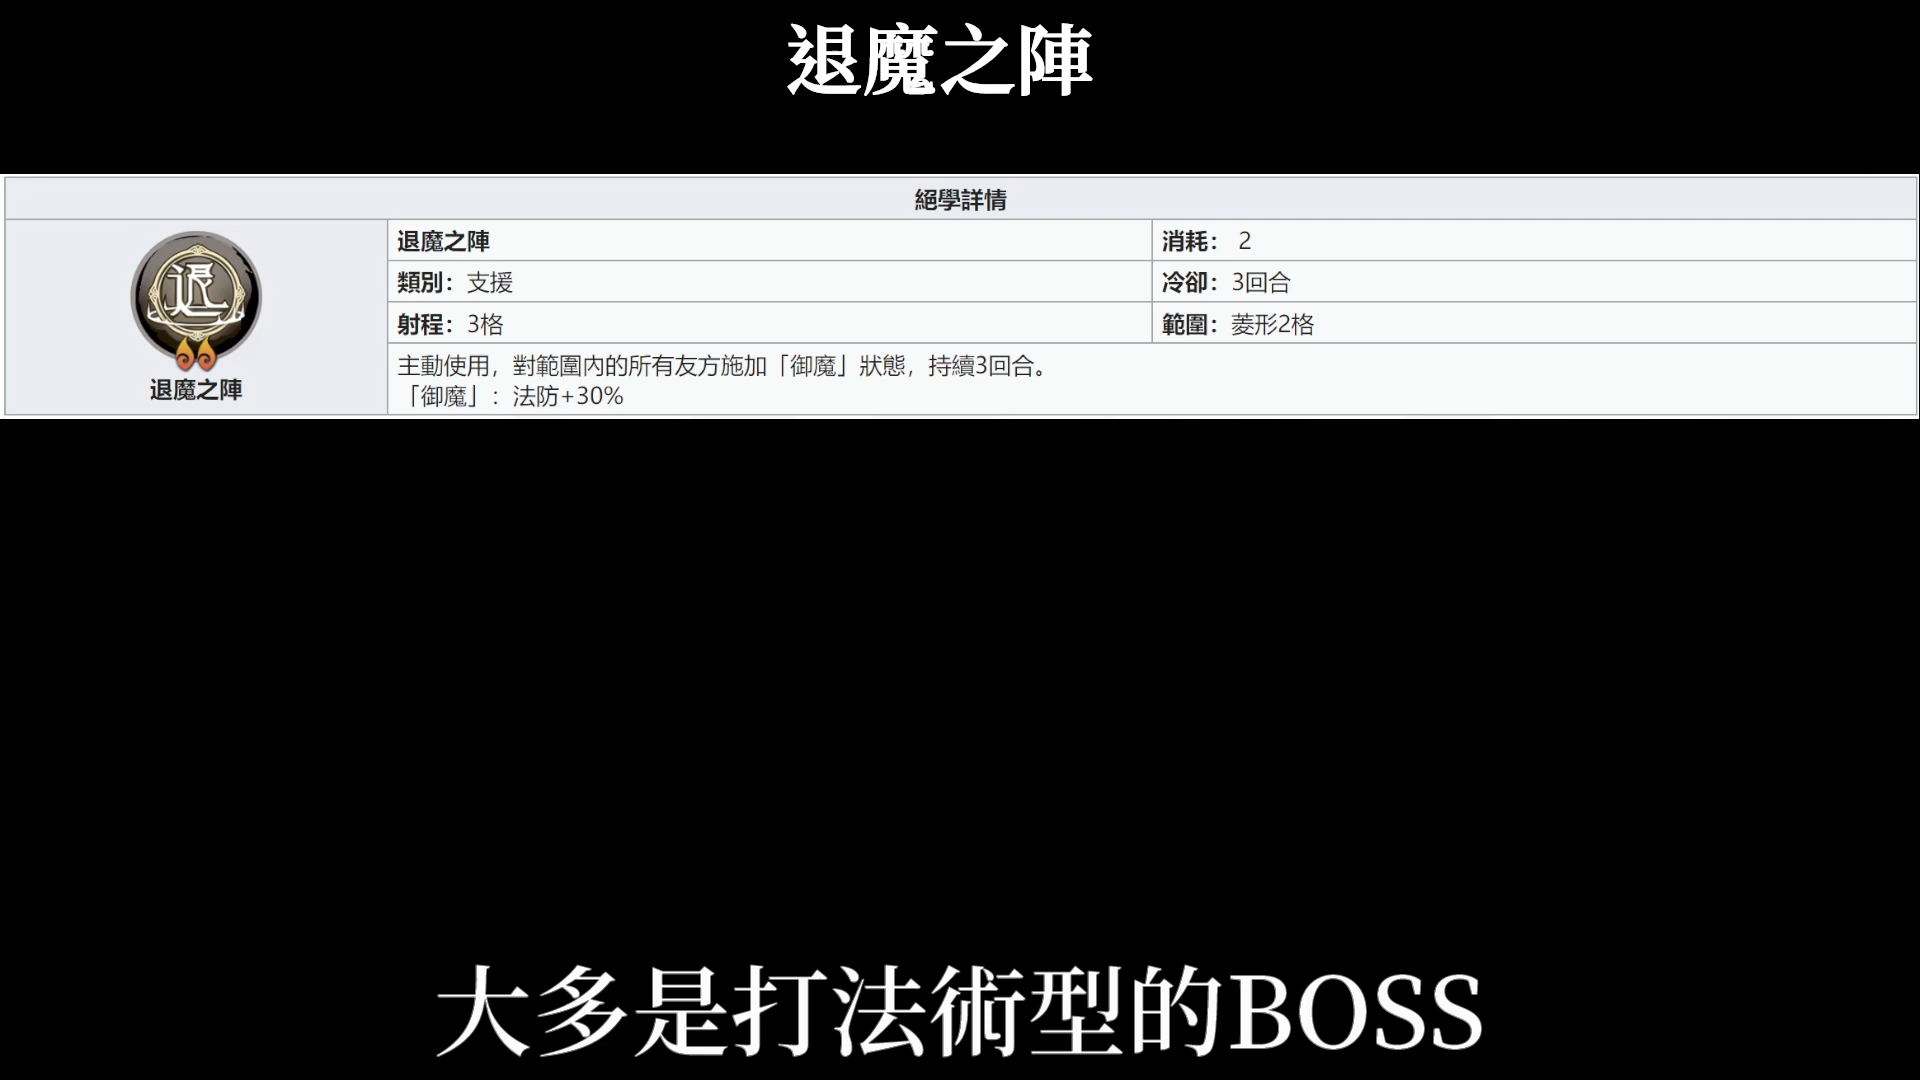 退魔之陣
絕學詳情
退
退魔之陣
退魔之陣
消耗： 2
類別：支援
冷卻：3回合
射程：3格
範圍：菱形2格
主動使用，對範圍內的所有友方施加「御魔」狀態，持續3回合。
「御魔」：法防+30%
大多是打法術型的BOSS